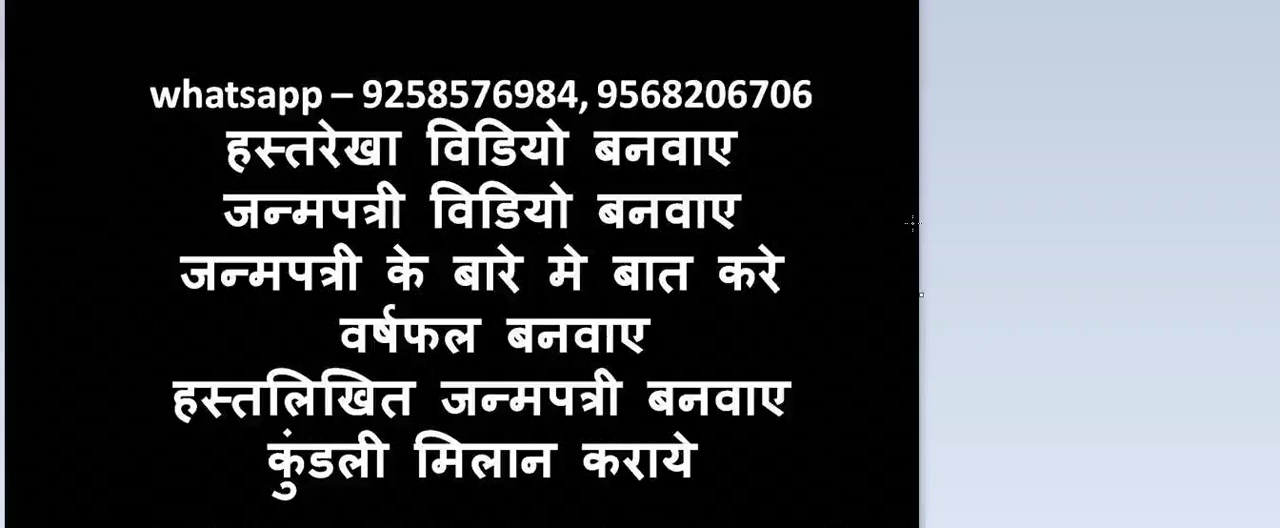 whatsapp – 9258576984, 9568206706
हस्तरेखा विडियो बनवाए
जन्मपत्री विडियो बनवाए
जन्मपत्री के बारे मे बात करे
वर्षफल बनवाए
हस्तलिखित जन्मपत्री बनवाए
कुंडली मिलान कराये